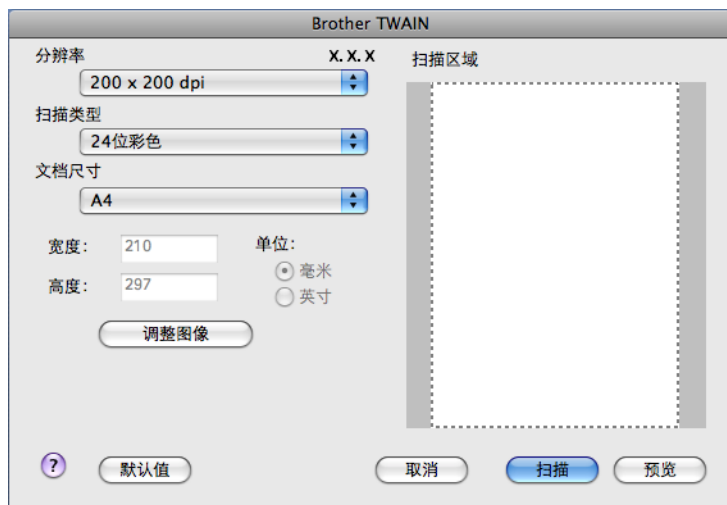 Brother TWAIN
分辨率 X.X.X
200 x 200 dpi
扫描类型
24位彩色
文档尺寸
A4
宽度: 210
高度: 297
单位:
毫米
英寸
调整图像
扫描区域
? 默认值 取消 扫描 预览